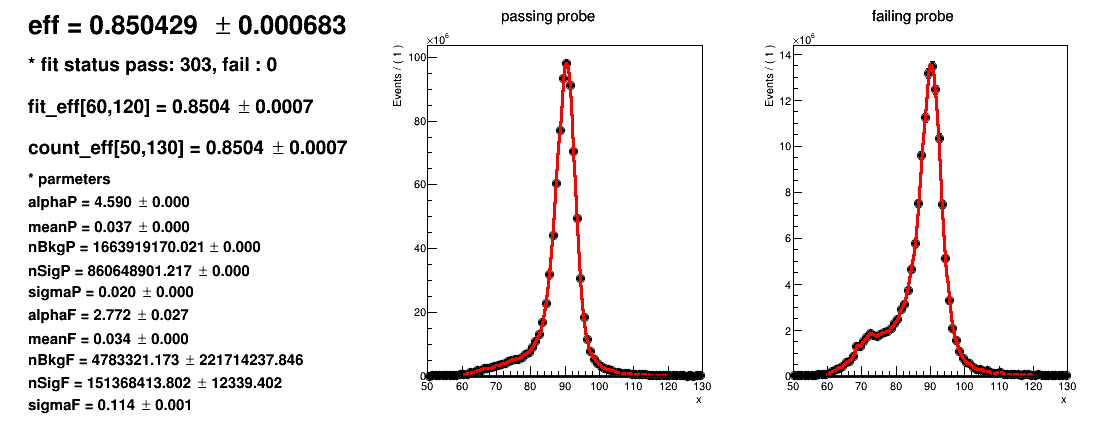 eff = 0.850429 ± 0.000683
* fit status pass: 303, fail : 0
fit_eff[60,120] = 0.8504 ± 0.0007
count_eff[50,130] = 0.8504 ± 0.0007
* parmeters
alphaP = 4.590 ± 0.000
meanP = 0.037 ± 0.000
nBkgP = 1663919170.021 ± 0.000
nSigP = 860648901.217 ± 0.000
sigmaP = 0.020 ± 0.000
alphaF = 2.772 ± 0.027
meanF = 0.034 ± 0.000
nBkgF = 4783321.173 ± 221714237.846
nSigF = 151368413.802 ± 12339.402
sigmaF = 0.114 ± 0.001
passing probe
×10⁶
Events / ( 1 )
100
80
60
40
20
0
50 60 70 80 90 100 110 120 130
x
failing probe
×10⁶
Events / ( 1 )
14
12
10
8
6
4
2
0
50 60 70 80 90 100 110 120 130
x